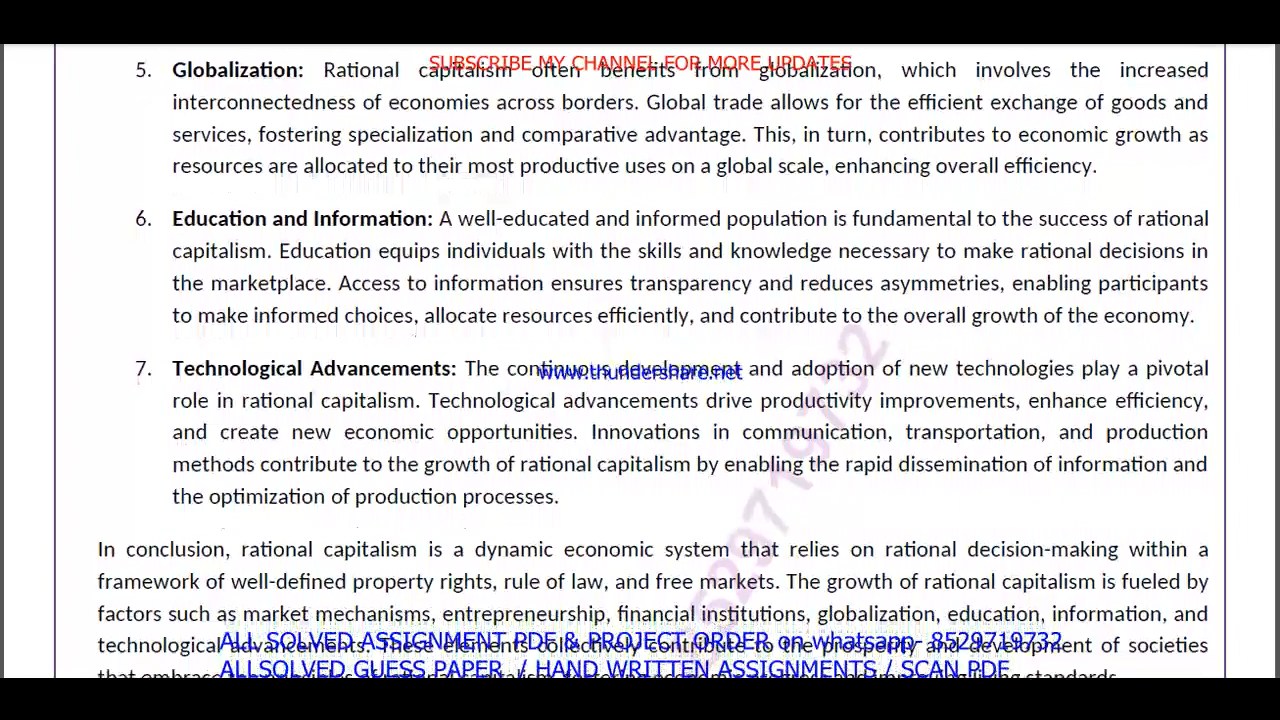 SUBSCRIBE MY CHANNEL FOR MORE UPDATES
5. Globalization: Rational capitalism often benefits from globalization, which involves the increased
interconnectedness of economies across borders. Global trade allows for the efficient exchange of goods and
services, fostering specialization and comparative advantage. This, in turn, contributes to economic growth as
resources are allocated to their most productive uses on a global scale, enhancing overall efficiency.
6. Education and Information: A well-educated and informed population is fundamental to the success of rational
capitalism. Education equips individuals with the skills and knowledge necessary to make rational decisions in
the marketplace. Access to information ensures transparency and reduces asymmetries, enabling participants
to make informed choices, allocate resources efficiently, and contribute to the overall growth of the economy.
7. Technological Advancements: The continuous development and adoption of new technologies play a pivotal
www.thundershare.net
role in rational capitalism. Technological advancements drive productivity improvements, enhance efficiency,
and create new economic opportunities. Innovations in communication, transportation, and production
methods contribute to the growth of rational capitalism by enabling the rapid dissemination of information and
the optimization of production processes.
8529719732
In conclusion, rational capitalism is a dynamic economic system that relies on rational decision-making within a
framework of well-defined property rights, rule of law, and free markets. The growth of rational capitalism is fueled by
factors such as market mechanisms, entrepreneurship, financial institutions, globalization, education, information, and
technological advancements. These elements collectively contribute to the prosperity and development of societies
ALL SOLVED ASSIGNMENT PDF & PROJECT ORDER on whatsapp- 8529719732
that embrace living standards.
ALLSOLVED GUESS PAPER / HAND WRITTEN ASSIGNMENTS / SCAN PDF